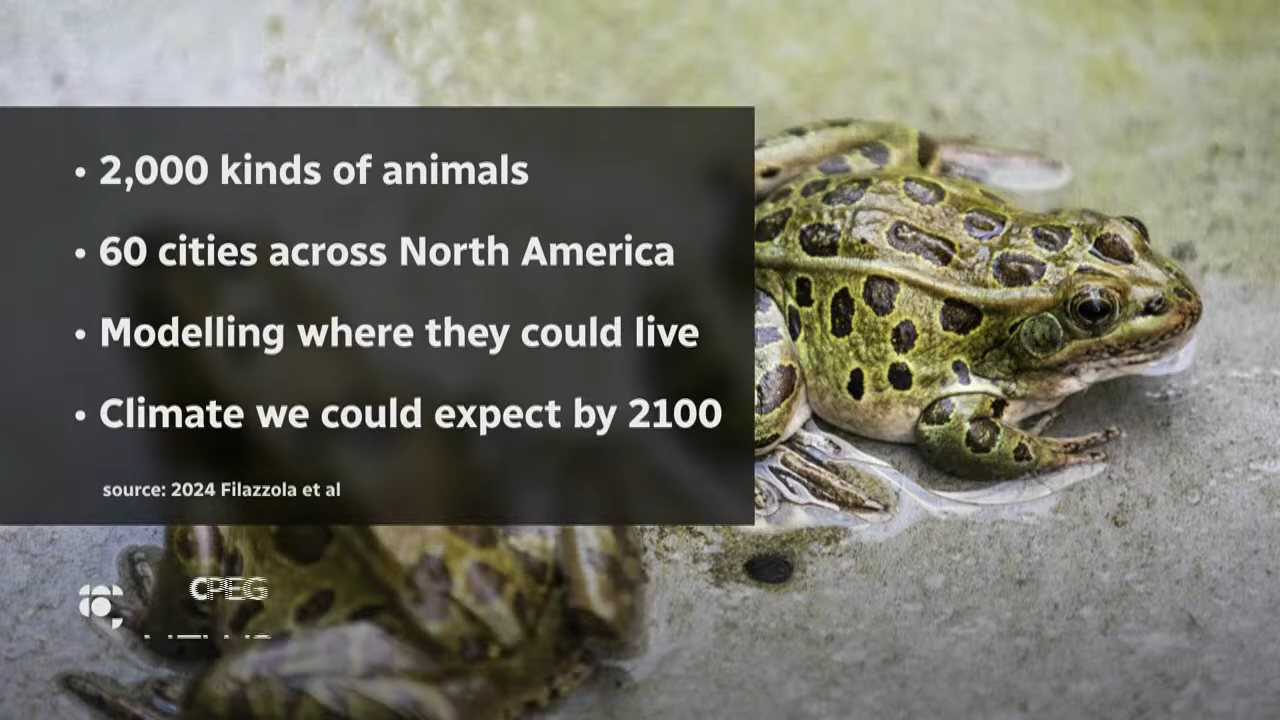 • 2,000 kinds of animals
• 60 cities across North America
• Modelling where they could live
• Climate we could expect by 2100
source: 2024 Filazzola et al